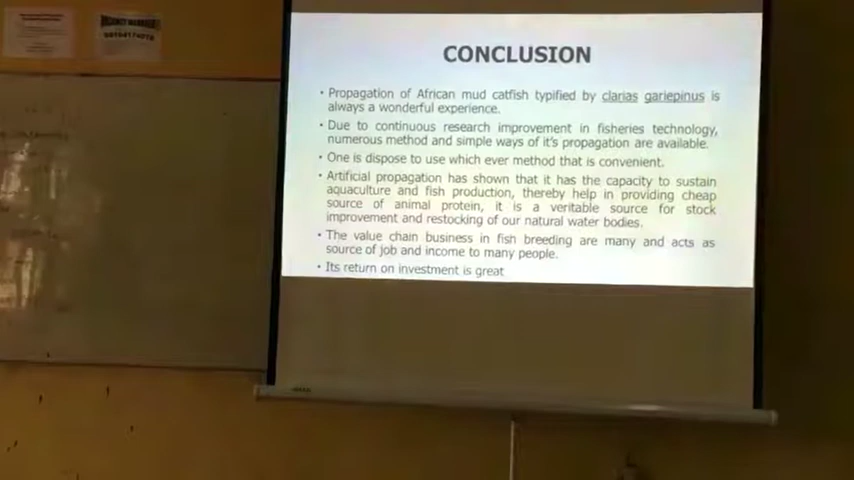 CONCLUSION
• Propagation of African mud catfish typified by clarias gariepinus is
always a wonderful experience.
• Due to continuous research improvement in fisheries technology,
numerous method and simple ways of it's propagation are available.
• One is dispose to use which ever method that is convenient.
• Artificial propagation has shown that it has the capacity to sustain
aquaculture and fish production, thereby help in providing cheap
source of animal protein, it is a veritable source for stock
improvement and restocking of our natural water bodies.
• The value chain business in fish breeding are many and acts as
source of job and income to many people.
• Its return on investment is great